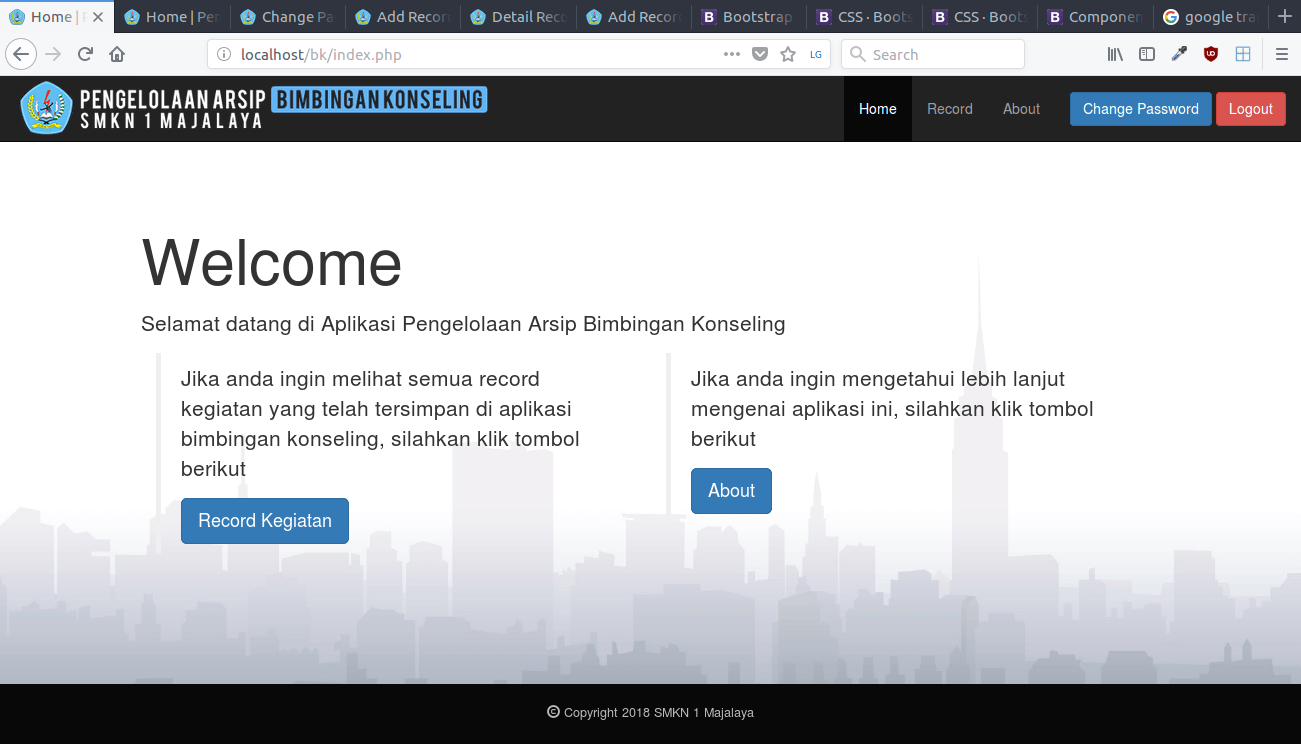 Home |
Home | Per
Change Pa
Add Recor
Detail Reco
Add Recor
Bootstrap
CSS · Boots
CSS · Boots
Componen
google tra
localhost/bk/index.php
LG
Search
PENGELOLAAN ARSIP BIMBINGAN KONSELING
SMKN 1 MAJALAYA
Home
Record
About
Change Password
Logout
Welcome
Selamat datang di Aplikasi Pengelolaan Arsip Bimbingan Konseling
Jika anda ingin melihat semua record
kegiatan yang telah tersimpan di aplikasi
bimbingan konseling, silahkan klik tombol
berikut
Record Kegiatan
Jika anda ingin mengetahui lebih lanjut
mengenai aplikasi ini, silahkan klik tombol
berikut
About
© Copyright 2018 SMKN 1 Majalaya